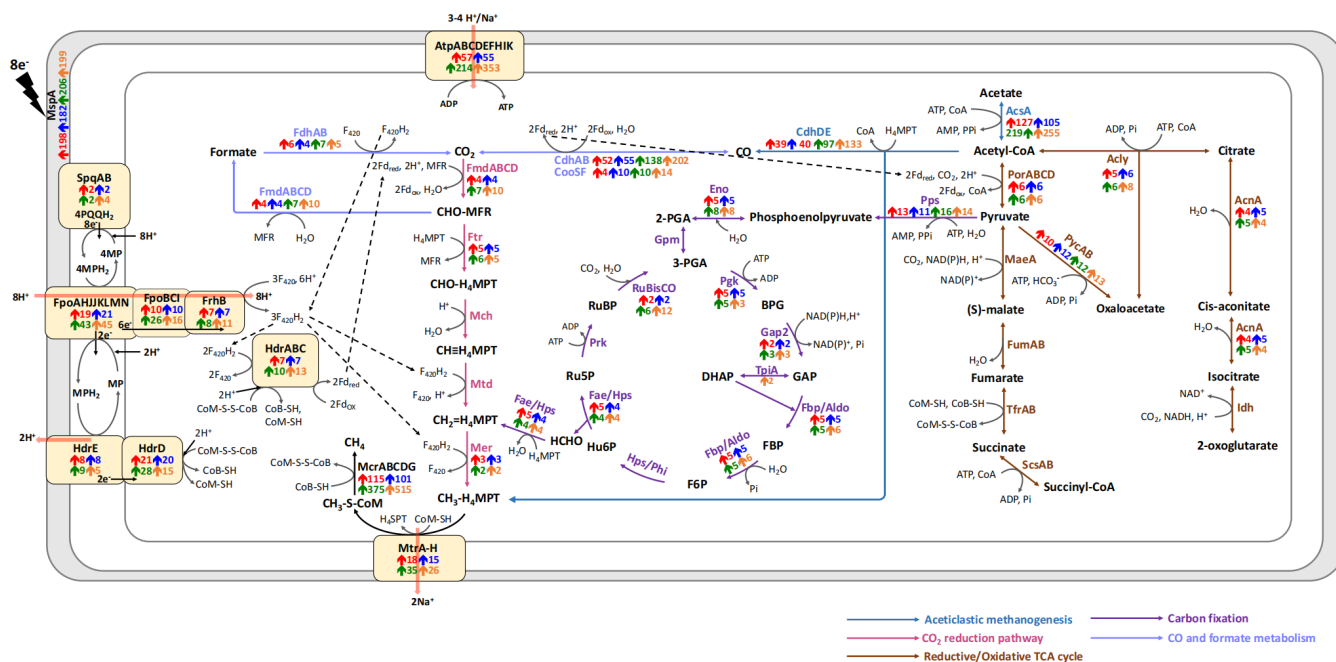 3-4 H⁺/Na⁺
AtpABCDEFHIK
57 55
214 353
ADP
ATP
8e⁻
MspA
198 182 206 199
SpqAB
2 2
2 4
4PQQH₂
8e⁻
8H⁺
4MP
4MPH₂
8H⁺
FpoAHJJKLMN
19 21
43 45
FpoBCI
10 10
26 16
FrhB
7 7
8 11
8H⁺
6e⁻
2e⁻
2H⁺
MP
MPH₂
2H⁺
HdrE
8 8
9 5
2e⁻
HdrD
21 20
28 15
2H⁺
CoM-S-S-CoB
CoB-SH
CoM-SH
3F₄₂₀, 6H⁺
3F₄₂₀H₂
2F₄₂₀H₂
2F₄₂₀
2H⁺
HdrABC
7 7
10 13
2Fd_red
2Fd_OX
CoM-S-S-CoB
CoB-SH,
CoM-SH
Formate
FdhAB
6 4 7 5
F₄₂₀
F₄₂₀H₂
CO₂
FmdABCD
4 4 7 10
MFR
H₂O
2Fd_red, 2H⁺, MFR
2Fd_ox, H₂O
FmdABCD
4 4
7 10
CHO-MFR
H₄MPT
MFR
Ftr
5 5
6 5
CHO-H₄MPT
H⁺
H₂O
Mch
CH≡H₄MPT
F₄₂₀H₂
F₄₂₀, H⁺
Mtd
CH₂=H₄MPT
F₄₂₀H₂
F₄₂₀
Mer
3 3
2 2
CH₃-H₄MPT
CH₄
CoM-S-S-CoB
CoB-SH
McrABCDG
115 101
375 515
CH₃-S-CoM
H₄SPT
CoM-SH
MtrA-H
18 15
35 26
2Na⁺
2Fd_red, 2H⁺
2Fd_ox, H₂O
CdhAB
52 55 138 202
CooSF
4 10 10 14
CO
CdhDE
39 40 97 133
CoA
H₄MPT
Acetate
ATP, CoA
AMP, PPi
AcsA
127 105
219 255
Acetyl-CoA
2Fd_red, CO₂, 2H⁺
2Fd_ox, CoA
PorABCD
6 6
6 6
Pyruvate
Pps
13 11 16 14
AMP, PPi
ATP, H₂O
Phosphoenolpyruvate
Eno
5 5
8 8
H₂O
2-PGA
Gpm
3-PGA
CO₂, H₂O
RuBisCO
2 2
6 12
RuBP
Pgk
5 5
5 3
ATP
ADP
BPG
Gap2
2 2
3 3
NAD(P)H,H⁺
NAD(P)⁺, Pi
GAP
TpiA
2
DHAP
Fbp/Aldo
5 5
5 6
FBP
Fbp/Aldo
5 5
5 6
H₂O
Pi
F6P
Hps/Phi
Hu6P
Fae/Hps
5 4
4 4
HCHO
Fae/Hps
5 4
4 4
H₂O
H₄MPT
Ru5P
Prk
ADP
ATP
CO₂, NAD(P)H, H⁺
NAD(P)⁺
MaeA
PycAB
10 12 12 13
ATP, HCO₃⁻
ADP, Pi
Oxaloacetate
(S)-malate
FumAB
H₂O
Fumarate
CoM-SH, CoB-SH
CoM-S-S-CoB
TfrAB
Succinate
ATP, CoA
ADP, Pi
ScsAB
Succinyl-CoA
ADP, Pi
ATP, CoA
Acly
5 6
6 8
Citrate
H₂O
AcnA
4 5
5 4
Cis-aconitate
H₂O
AcnA
4 5
5 4
Isocitrate
NAD⁺
CO₂, NADH, H⁺
Idh
2-oxoglutarate
Aceticlastic methanogenesis
Carbon fixation
CO₂ reduction pathway
CO and formate metabolism
Reductive/Oxidative TCA cycle